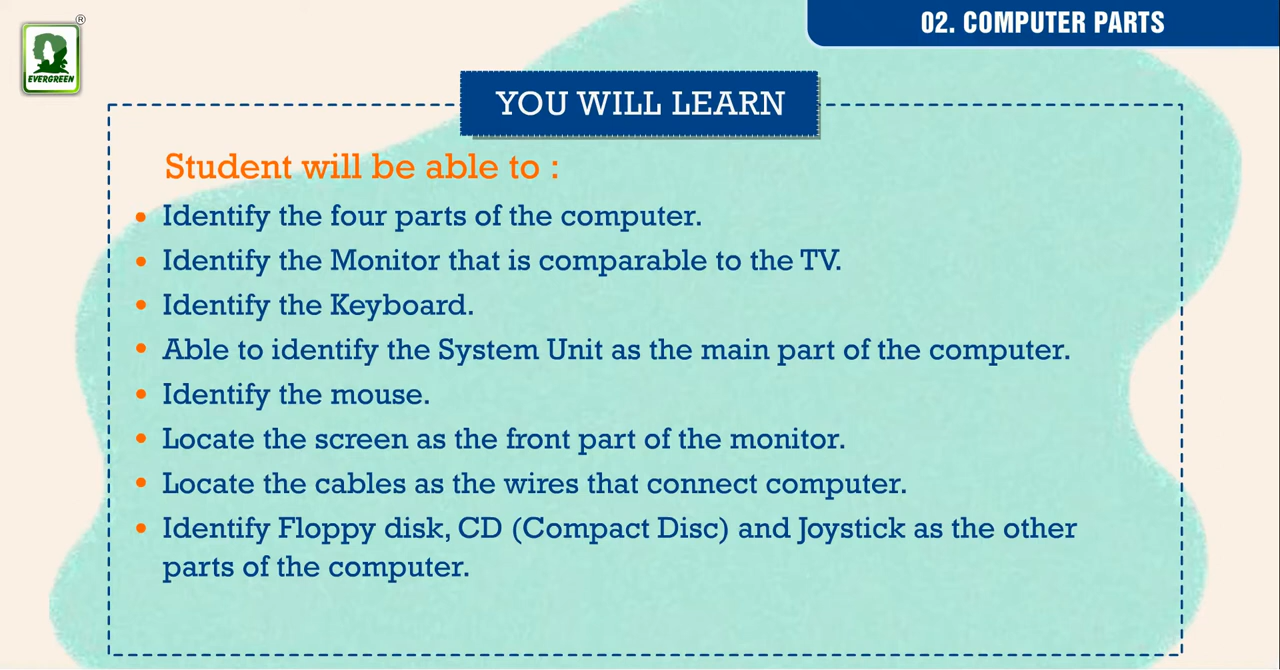 ®
EVERGREEN
02. COMPUTER PARTS
YOU WILL LEARN
Student will be able to :
• Identify the four parts of the computer.
• Identify the Monitor that is comparable to the TV.
• Identify the Keyboard.
• Able to identify the System Unit as the main part of the computer.
• Identify the mouse.
• Locate the screen as the front part of the monitor.
• Locate the cables as the wires that connect computer.
• Identify Floppy disk, CD (Compact Disc) and Joystick as the other
parts of the computer.